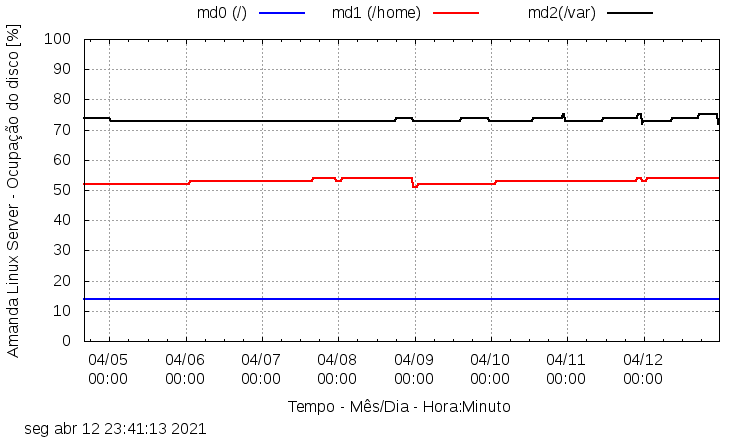 md0 (/) md1 (/home) md2(/var)
Amanda Linux Server - Ocupação do disco [%]
100
90
80
70
60
50
40
30
20
10
0
04/05 04/06 04/07 04/08 04/09 04/10 04/11 04/12
00:00 00:00 00:00 00:00 00:00 00:00 00:00 00:00
Tempo - Mês/Dia - Hora:Minuto
seg abr 12 23:41:13 2021